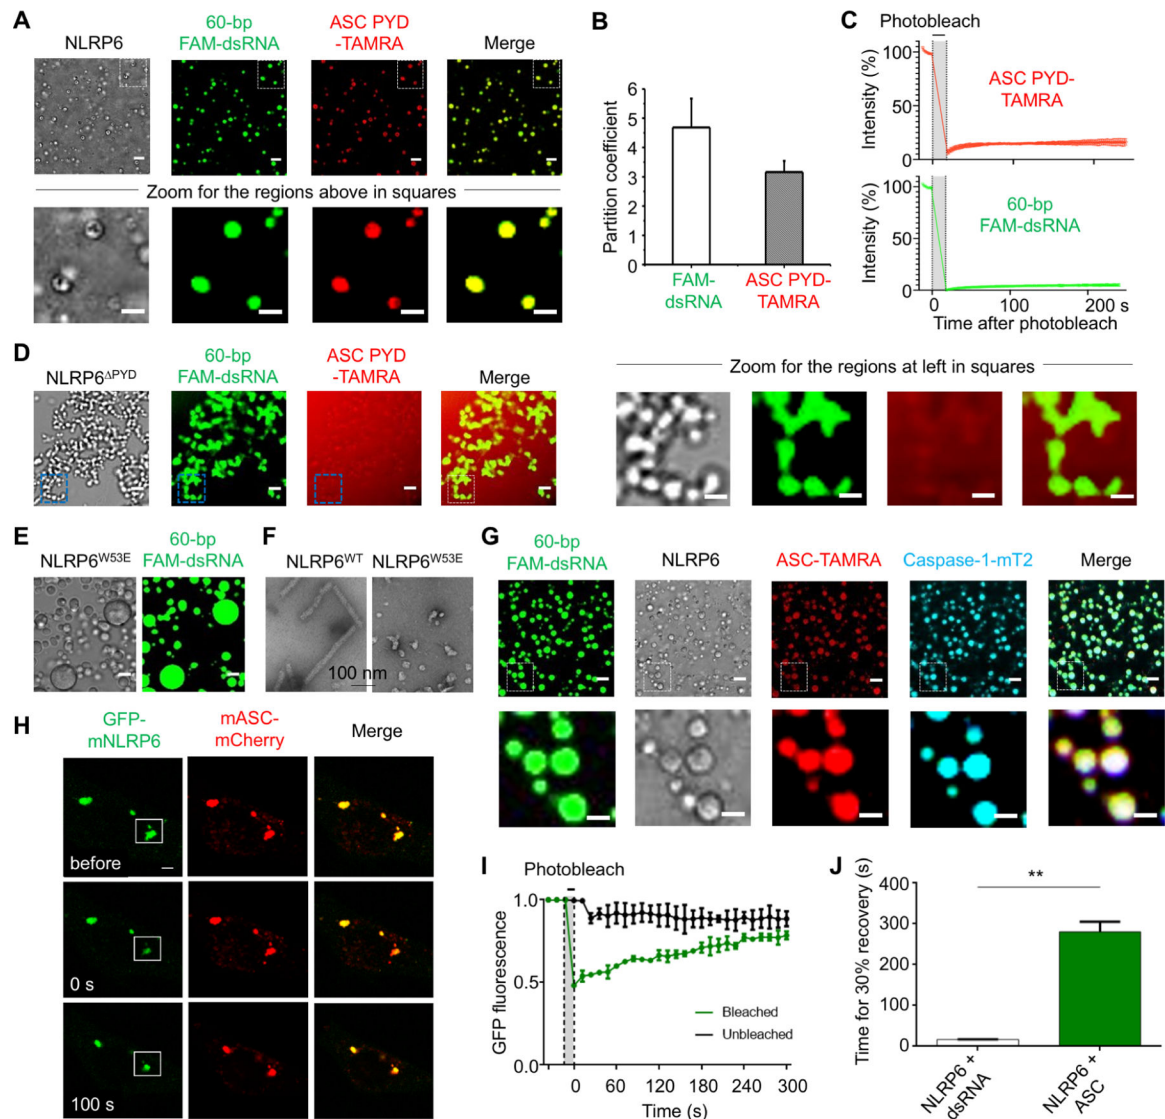 A
NLRP6
60-bp
FAM-dsRNA
ASC PYD
-TAMRA
Merge
Zoom for the regions above in squares
B
Partition coefficient
6
5
4
3
2
1
0
FAM-
dsRNA
ASC PYD-
TAMRA
C
Photobleach
Intensity (%)
100
50
0
ASC PYD-
TAMRA
Intensity (%)
100
50
0
60-bp
FAM-dsRNA
0 100 200 s
Time after photobleach
D
NLRP6ΔPYD
60-bp
FAM-dsRNA
ASC PYD
-TAMRA
Merge
Zoom for the regions at left in squares
E
NLRP6W53E
60-bp
FAM-dsRNA
F
NLRP6WT
NLRP6W53E
100 nm
G
60-bp
FAM-dsRNA
NLRP6
ASC-TAMRA
Caspase-1-mT2
Merge
H
GFP-
mNLRP6
mASC-
mCherry
Merge
before
0 s
100 s
I
Photobleach
GFP fluorescence
1.0
0.5
0.0
Bleached
Unbleached
0 60 120 180 240 300
Time (s)
J
Time for 30% recovery (s)
400
300
200
100
0
**
NLRP6 +
dsRNA
NLRP6 +
ASC